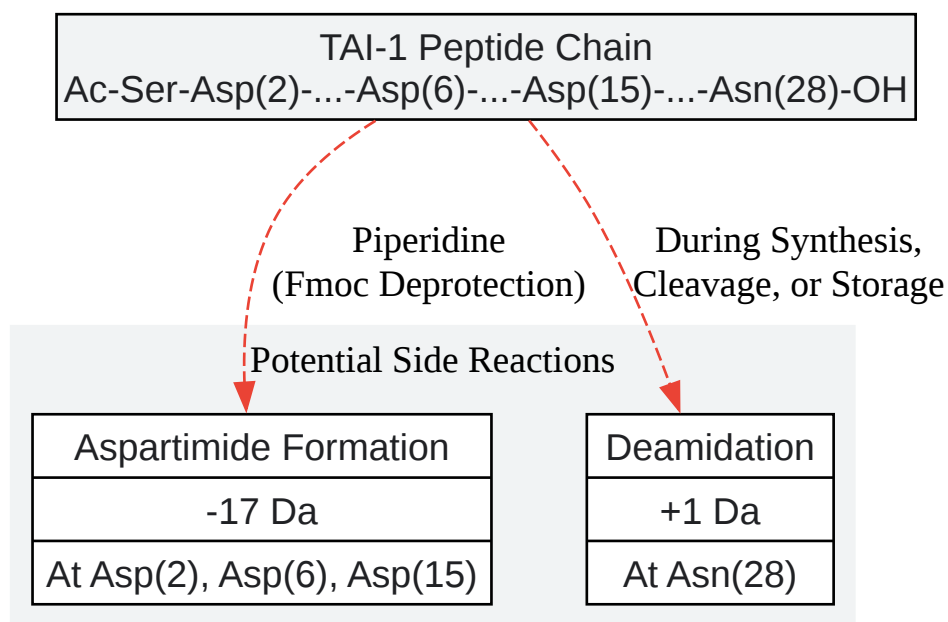 TAI-1 Peptide Chain
Ac-Ser-Asp(2)-...-Asp(6)-...-Asp(15)-...-Asn(28)-OH
Piperidine
(Fmoc Deprotection)
During Synthesis,
Cleavage, or Storage
Potential Side Reactions
Aspartimide Formation
-17 Da
At Asp(2), Asp(6), Asp(15)
Deamidation
+1 Da
At Asn(28)